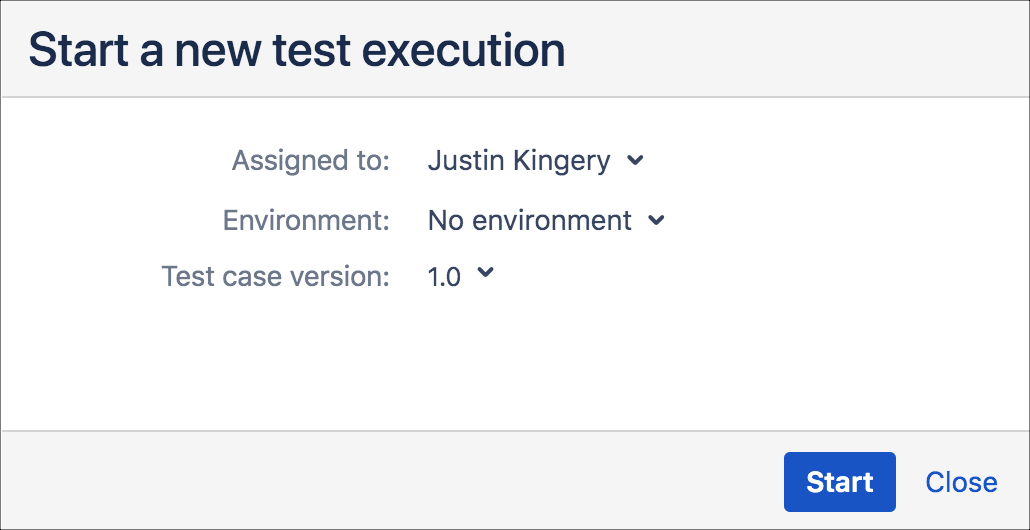 Start a new test execution
Assigned to: Justin Kingery
Environment: No environment
Test case version: 1.0
Start Close